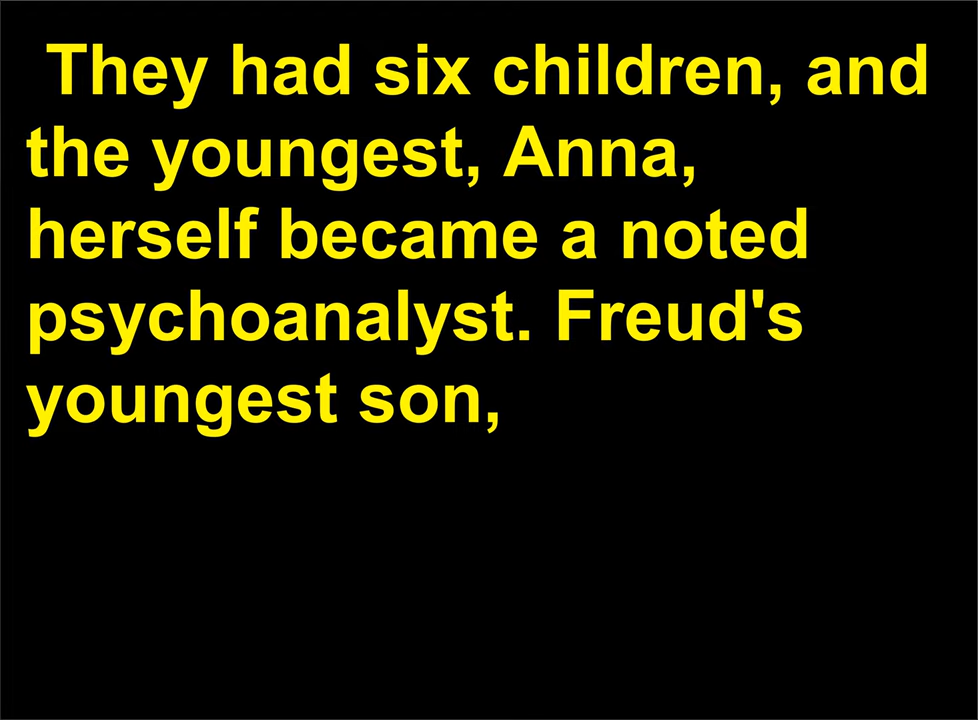 They had six children, and
the youngest, Anna,
herself became a noted
psychoanalyst. Freud's
youngest son,